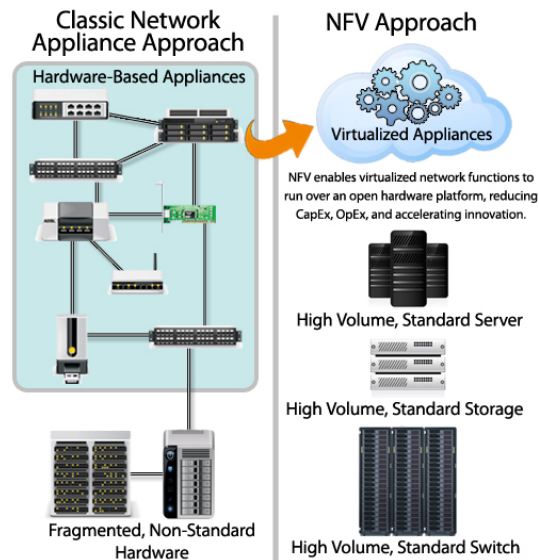 Classic Network
Appliance Approach
Hardware-Based Appliances
Fragmented, Non-Standard
Hardware
NFV Approach
Virtualized Appliances
NFV enables virtualized network functions to
run over an open hardware platform, reducing
CapEx, OpEx, and accelerating innovation.
High Volume, Standard Server
High Volume, Standard Storage
High Volume, Standard Switch